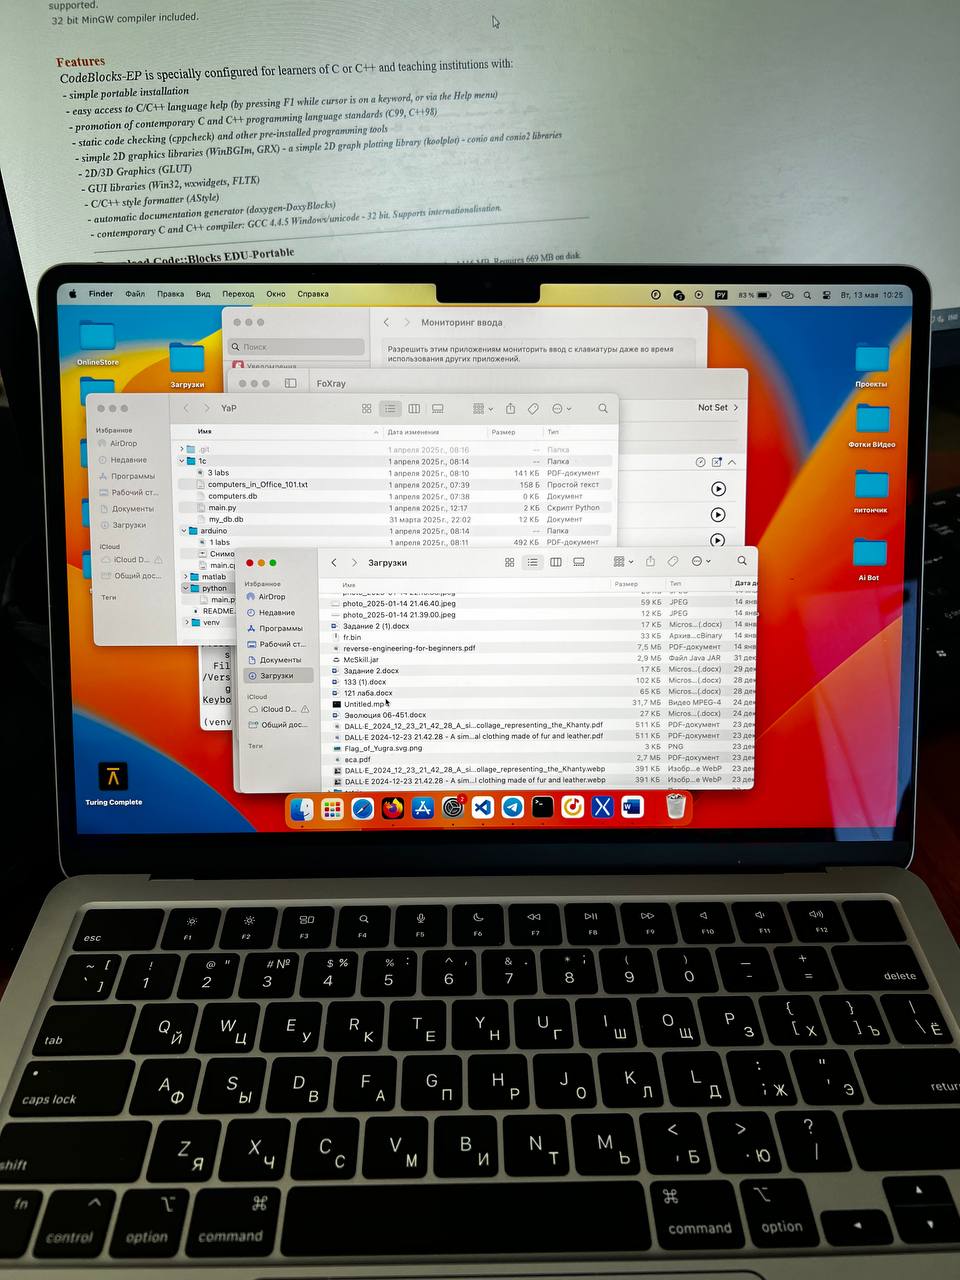 supported.
32 bit MinGW compiler included.
Features
CodeBlocks-EP is specially configured for learners of C or C++ and teaching institutions with:
- simple portable installation
- easy access to C/C++ language help (by pressing F1 while cursor is on a keyword, or via the Help menu)
- promotion of contemporary C and C++ programming language standards (C99, C++98)
- static code checking (cppcheck) and other pre-installed programming tools
- simple 2D graphics libraries (WinBGIm, GRX) - a simple 2D graph plotting library (koolplot) - conio and conio2 libraries
- 2D/3D Graphics (GLUT)
- GUI libraries (Win32, wxwidgets, FLTK)
- C/C++ style formatter (AStyle)
- automatic documentation generator (doxygen-DoxyBlocks)
- contemporary C and C++ compiler: GCC 4.4.5 Windows/unicode - 32 bit. Supports internationalisation.
Code::Blocks EDU-Portable
MB. Requires 669 MB on disk
Finder Файл Правка Вид Переход Окно Справка
РУ 83 % Вт, 13 мая 10:25
OnlineStore
Загрузки
Проекты
Фотки ВИдео
питончик
Ai Bot
Turing Complete
Поиск
Уведомления
Мониторинг ввода
Разрешить этим приложениям мониторить ввод с клавиатуры даже во время
использования других приложений.
FoXray
Not Set
YaP
Избранное
AirDrop
Недавние
Программы
Рабочий ст...
Документы
Загрузки
iCloud
iCloud D...
Общий дос...
Теги
Имя Дата изменения Размер Тип
.git 1 апреля 2025 г., 08:16 -- Папка
1c 1 апреля 2025 г., 08:14 -- Папка
3 labs 1 апреля 2025 г., 08:10 141 КБ PDF-документ
computers_in_Office_101.txt 1 апреля 2025 г., 07:39 158 Б Простой текст
computers.db 1 апреля 2025 г., 07:38 0 КБ Документ
main.py 1 апреля 2025 г., 12:17 2 КБ Скрипт Python
my_db.db 31 марта 2025 г., 22:02 12 КБ Документ
arduino 1 апреля 2025 г., 08:14 -- Папка
1 labs 1 апреля 2025 г., 08:11 492 КБ PDF-документ
Снимо
main.c
matlab
python
main.p
README.
venv
s
Fil
/Vers
g
Keybo
(venv
Загрузки
Избранное
AirDrop
Недавние
Программы
Рабочий ст...
Документы
Загрузки
iCloud
iCloud D...
Общий дос...
Теги
Имя Размер Тип Дата д
photo_2025-01-14 21.46.40.jpeg 59 КБ JPEG 14 янв
photo_2025-01-14 21.39.00.jpeg 60 КБ JPEG 14 янв
Задание 2 (1).docx 17 КБ Micros...(.docx) 14 янв
fr.bin 33 КБ Архив...cBinary 14 янв
reverse-engineering-for-beginners.pdf 7,5 МБ PDF-документ 14 янв
McSkill.jar 2,9 МБ Файл Java JAR 31 дек
Задание 2.docx 17 КБ Micros...(.docx) 29 дек
133 (1).docx 102 КБ Micros...(.docx) 28 дек
121 лаба.docx 65 КБ Micros...(.docx) 28 дек
Untitled.mp4 31,7 МБ Видео MPEG-4 24 дек
Эволюция 06-451.docx 27 КБ Micros...(.docx) 24 дек
DALL·E_2024_12_23_21_42_28_A_si...collage_representing_the_Khanty.pdf 511 КБ PDF-документ 23 дек
DALL·E 2024-12-23 21.42.28 - A sim...l clothing made of fur and leather.pdf 511 КБ PDF-документ 23 дек
Flag_of_Yugra.svg.png 3 КБ PNG 23 дек
вса.pdf 2,7 МБ PDF-документ 23 дек
DALL·E_2024_12_23_21_42_28_A_si...ollage_representing_the_Khanty.webp 391 КБ Изобр...е WebP 23 дек
DALL·E 2024-12-23 21.42.28 - A sim...l clothing made of fur and leather.webp 391 КБ Изобр...е WebP 23 дек
esc F1 F2 F3 F4 F5 F6 F7 F8 F9 F10 F11 F12
~ [ ` ] ! 1 @ " 2 # № 3 $ % 4 % : 5 ^ , 6 & . 7 * ; 8 ( 9 ) 0 _ - + = delete
tab Q Й W Ц E У R К T Е Y Н U Г I Ш O Щ P З { [ Х } ] Ъ | \ Ё
caps lock A Ф S Ы D В F А G П H Р J О K Л L Д : ; Ж " ' Э return
shift Z Я X Ч C С V М B И N Т M Ь < , Б > . Ю ? /
fn control option command command option